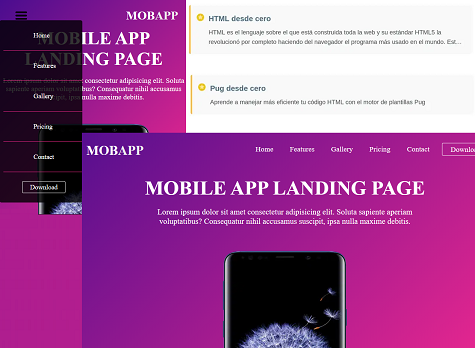 MOBAPP
Home
Features
Gallery
Pricing
Contact
Download
MOBILE APP
LANDING PAGE
Lorem ipsum dolor sit amet consectetur adipisicing elit. Soluta
sapiente aperiam voluptatibus? Consequatur nihil accusamus
suscipit, ipsa nulla maxime debitis.
HTML desde cero
HTML es el lenguaje sobre el que está construida toda la web y su estándar HTML5 la
revolucionó por completo haciendo del navegador el programa más usado en el mundo. Est...
Pug desde cero
Aprende a manejar más eficiente tu código HTML con el motor de plantillas Pug
MOBAPP
Home Features Gallery Pricing Contact Downloa
MOBILE APP LANDING PAGE
Lorem ipsum dolor sit amet consectetur adipisicing elit. Soluta sapiente aperiam
voluptatibus? Consequatur nihil accusamus suscipit, ipsa nulla maxime debitis.